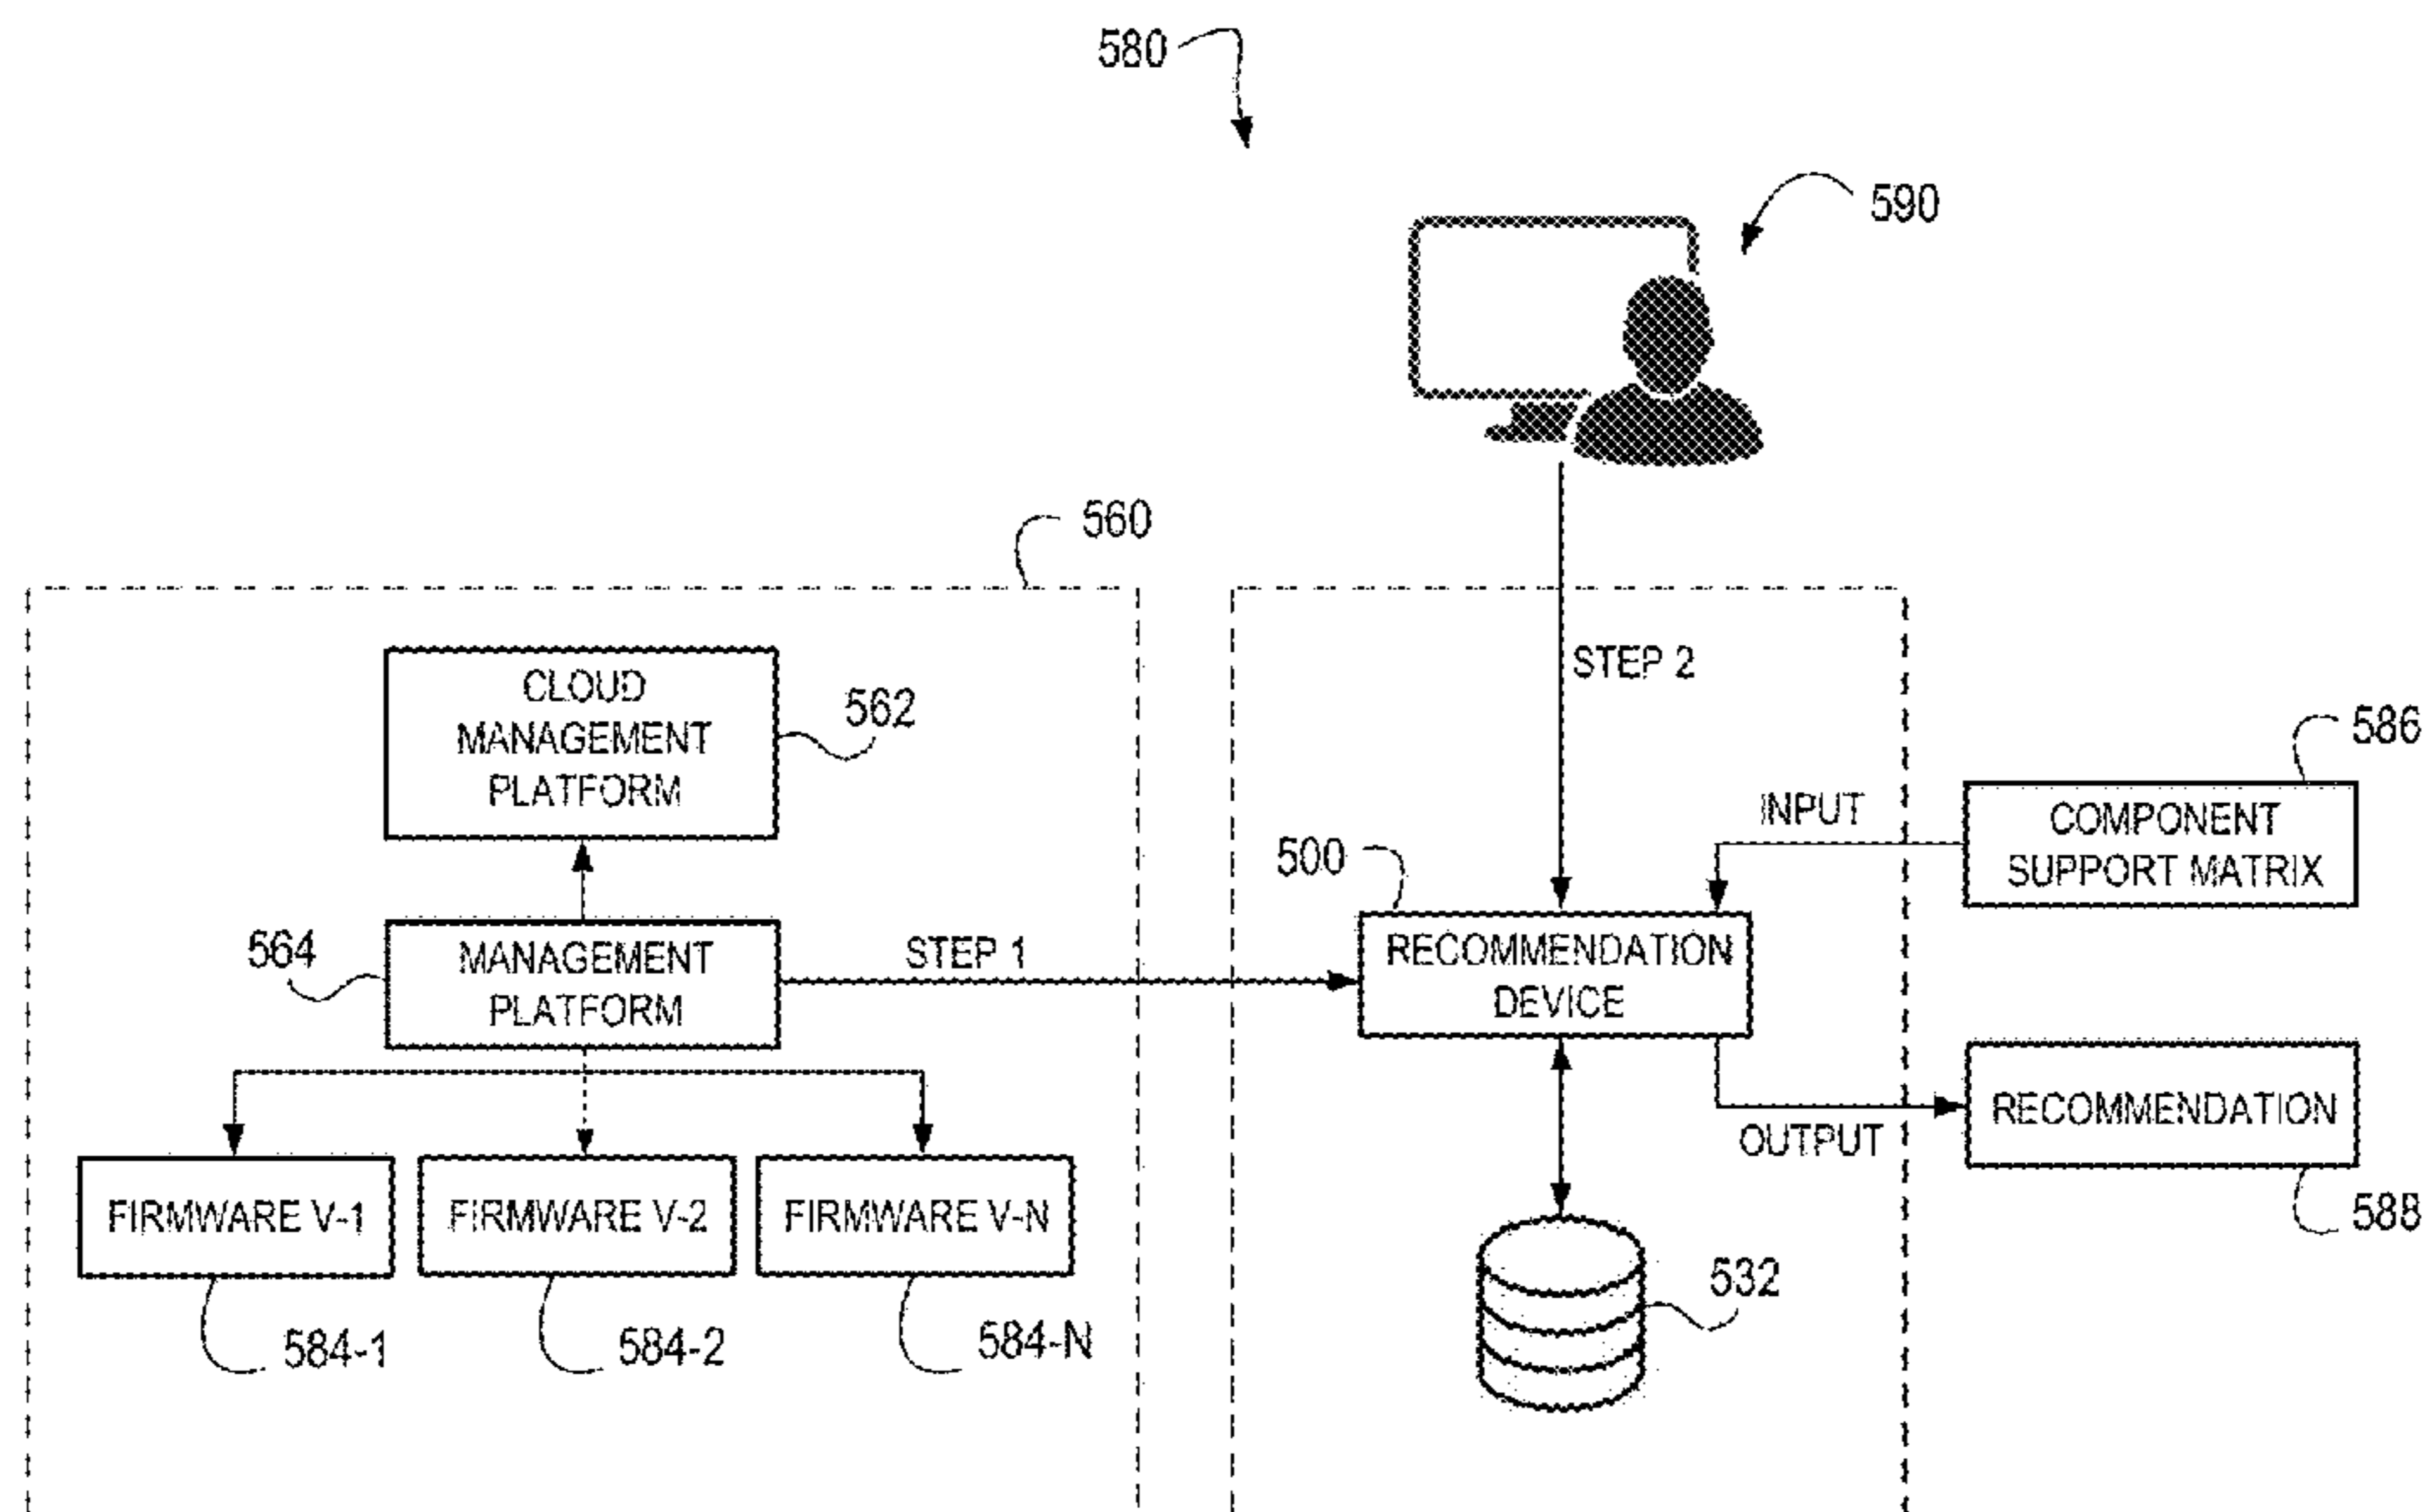 580
590
560
CLOUD
MANAGEMENT
PLATFORM
562
STEP 2
586
INPUT
COMPONENT
SUPPORT MATRIX
500
564
MANAGEMENT
PLATFORM
STEP 1
RECOMMENDATION
DEVICE
RECOMMENDATION
OUTPUT
588
FIRMWARE V-1
FIRMWARE V-2
FIRMWARE V-N
532
584-1
584-2
584-N